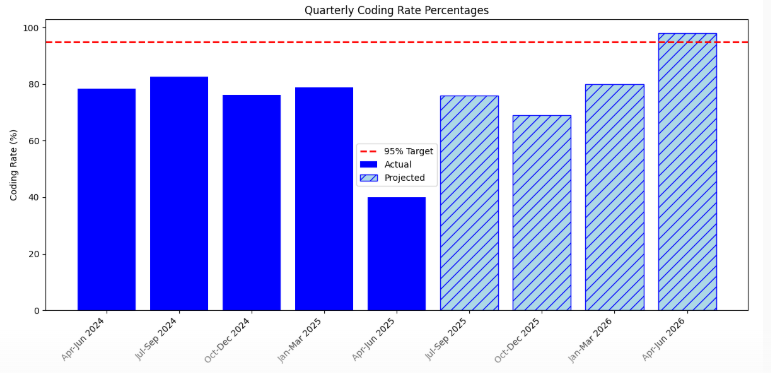 Quarterly Coding Rate Percentages
100
80
60
40
20
0
Coding Rate (%)
95% Target
Actual
Projected
Apr-Jun 2024
Jul-Sep 2024
Oct-Dec 2024
Jan-Mar 2025
Apr-Jun 2025
Jul-Sep 2025
Oct-Dec 2025
Jan-Mar 2026
Apr-Jun 2026